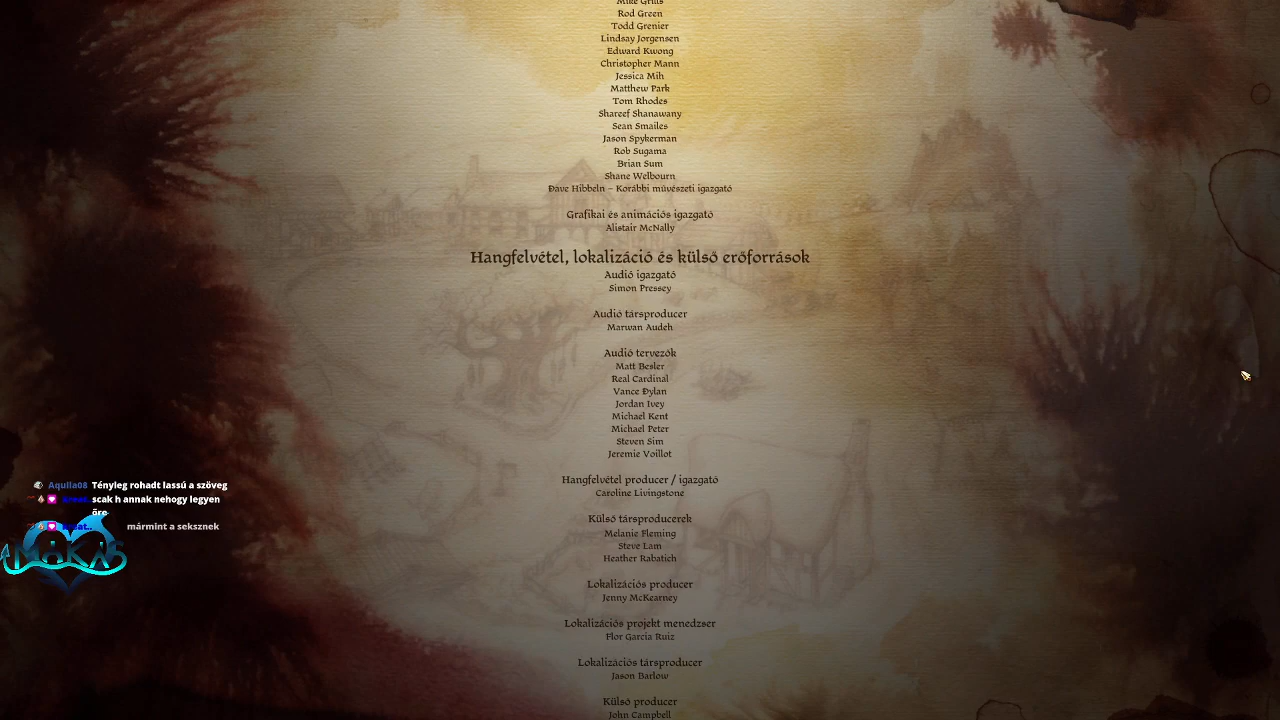 Mike Grills
Rod Green
Todd Grenier
Lindsay Jorgensen
Edward Kwong
Christopher Mann
Jessica Mih
Matthew Park
Tom Rhodes
Shareef Shanawany
Sean Smailes
Jason Spykerman
Rob Sugama
Brian Sum
Shane Welbourn
Dave Hibbeln – Korábbi művészeti igazgató
Grafikai és animációs igazgató
Alistair McNally
Hangfelvétel, lokalizáció és külső erőforrások
Audió igazgató
Simon Pressey
Audió társproducer
Marwan Audeh
Audió tervezők
Matt Besler
Real Cardinal
Vance Dylan
Jordan Ivey
Michael Kent
Michael Peter
Steven Sim
Jeremie Voillot
Hangfelvétel producer / igazgató
Caroline Livingstone
Külső társproducerek
Melanie Fleming
Steve Lam
Heather Rabatich
Lokalizációs producer
Jenny McKearney
Lokalizációs projekt menedzser
Flor Garcia Ruiz
Lokalizációs társproducer
Jason Barlow
Külső producer
John Campbell
Aquila08 Tényleg rohadt lassú a szöveg
scak h annak nehogy legyen
őre
mármint a seksznek
MAKAS